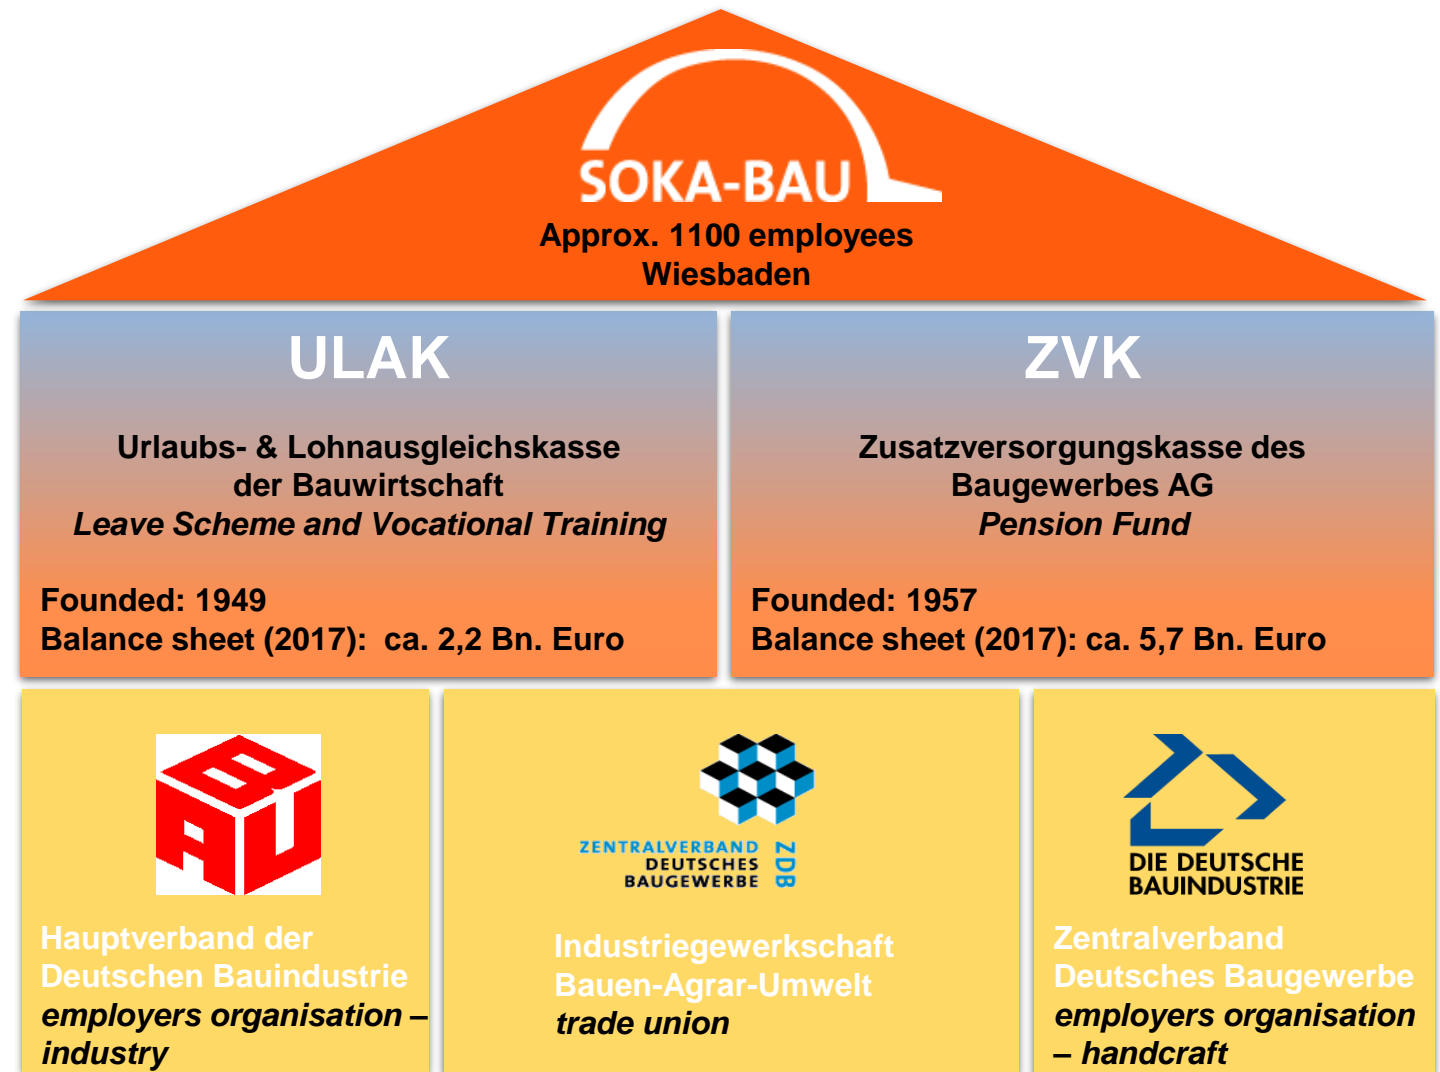 SOKA-BAU
Approx. 1100 employees
Wiesbaden
ULAK
Urlaubs- & Lohnausgleichskasse
der Bauwirtschaft
Leave Scheme and Vocational Training
Founded: 1949
Balance sheet (2017):  ca. 2,2 Bn. Euro
ZVK
Zusatzversorgungskasse des
Baugewerbes AG
Pension Fund
Founded: 1957
Balance sheet (2017): ca. 5,7 Bn. Euro
BAU
Hauptverband der
Deutschen Bauindustrie
employers organisation –
industry
ZENTRALVERBAND
DEUTSCHES
BAUGEWERBE
ZDB
Industriegewerkschaft
Bauen-Agrar-Umwelt
trade union
DIE DEUTSCHE
BAUINDUSTRIE
Zentralverband
Deutsches Baugewerbe
employers organisation
– handcraft